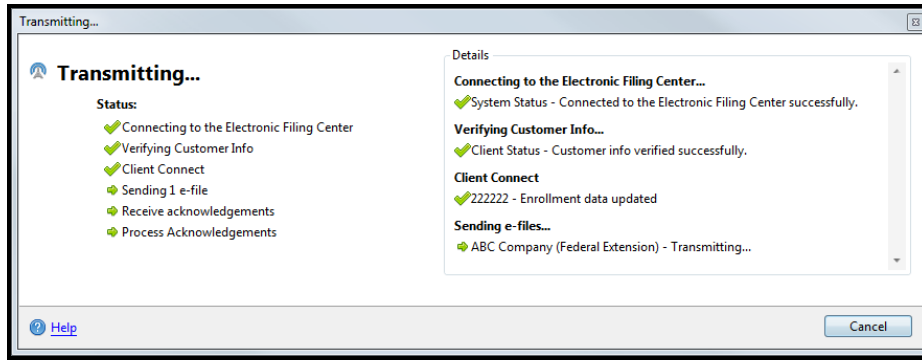 Transmitting...
Transmitting...
Status:
Connecting to the Electronic Filing Center
Verifying Customer Info
Client Connect
Sending 1 e-file
Receive acknowledgements
Process Acknowledgements
Details
Connecting to the Electronic Filing Center...
System Status - Connected to the Electronic Filing Center successfully.
Verifying Customer Info...
Client Status - Customer info verified successfully.
Client Connect
222222 - Enrollment data updated
Sending e-files...
ABC Company (Federal Extension) - Transmitting...
Help
Cancel